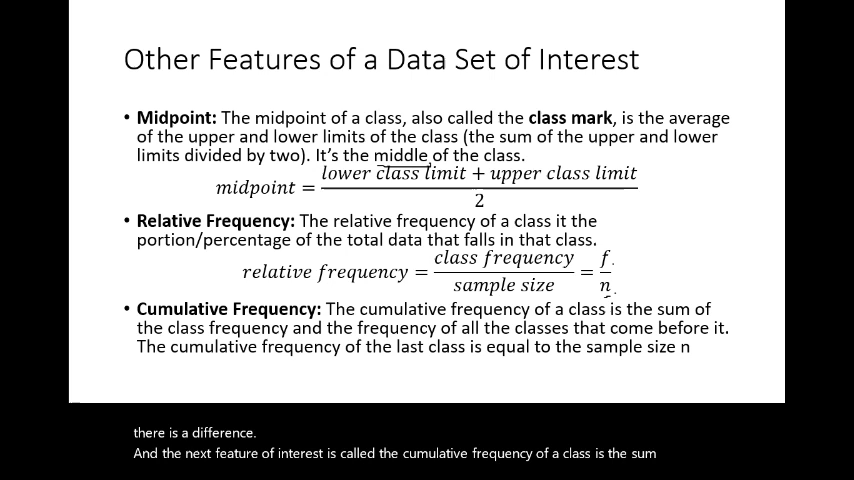 Other Features of a Data Set of Interest
• Midpoint: The midpoint of a class, also called the class mark, is the average
of the upper and lower limits of the class (the sum of the upper and lower
limits divided by two). It's the middle of the class.
midpoint = lower class limit + upper class limit / 2
• Relative Frequency: The relative frequency of a class it the
portion/percentage of the total data that falls in that class.
relative frequency = class frequency / sample size = f / n
• Cumulative Frequency: The cumulative frequency of a class is the sum of
the class frequency and the frequency of all the classes that come before it.
The cumulative frequency of the last class is equal to the sample size n
there is a difference.
And the next feature of interest is called the cumulative frequency of a class is the sum